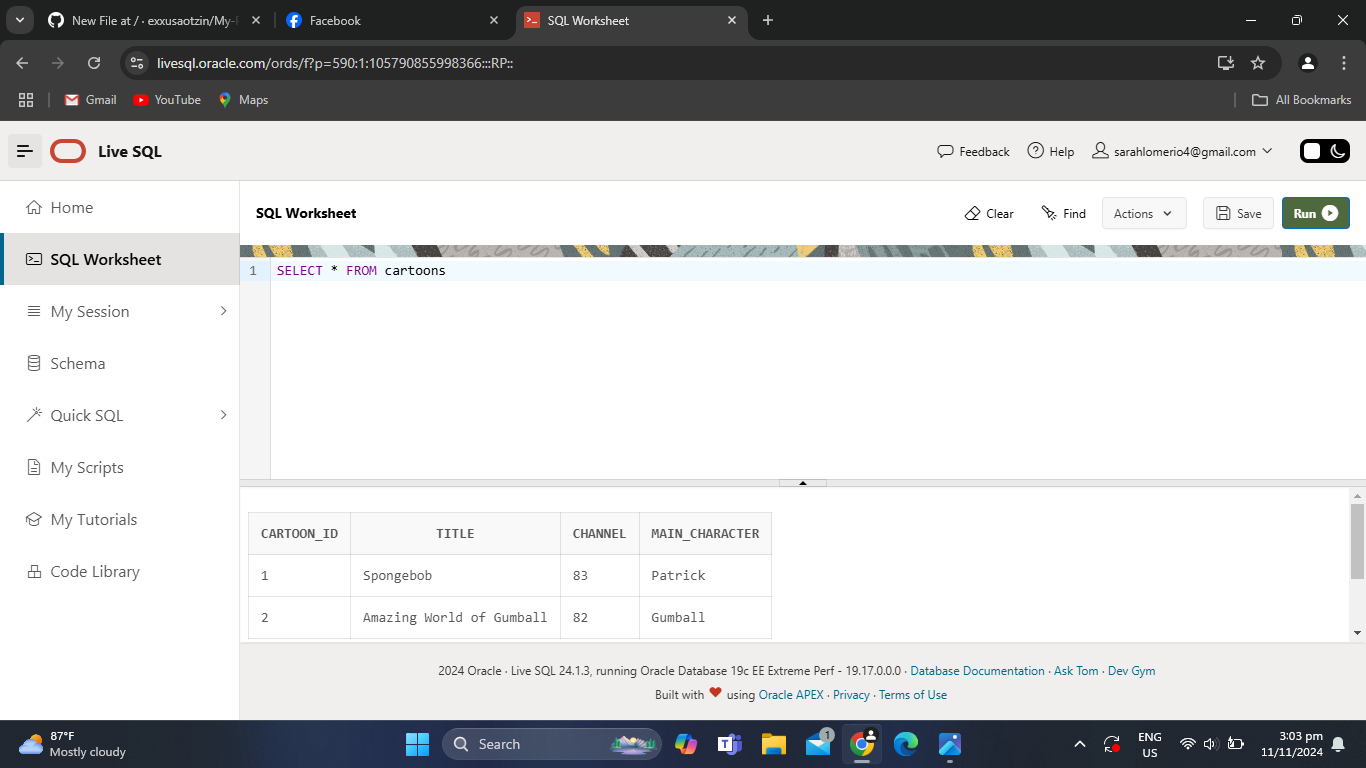 New File at / · exxusaotzin/My-
Facebook
SQL Worksheet
livesql.oracle.com/ords/f?p=590:1:105790855998366:::RP::
Gmail
YouTube
Maps
All Bookmarks
Live SQL
Feedback
Help
sarahlomerio4@gmail.com
Home
SQL Worksheet
My Session
Schema
Quick SQL
My Scripts
My Tutorials
Code Library
SQL Worksheet
Clear
Find
Actions
Save
Run
1 SELECT * FROM cartoons
CARTOON_ID TITLE CHANNEL MAIN_CHARACTER
1 Spongebob 83 Patrick
2 Amazing World of Gumball 82 Gumball
2024 Oracle · Live SQL 24.1.3, running Oracle Database 19c EE Extreme Perf - 19.17.0.0.0 · Database Documentation · Ask Tom · Dev Gym
Built with ❤ using Oracle APEX · Privacy · Terms of Use
87°F
Mostly cloudy
Search
1
ENG
US
3:03 pm
11/11/2024